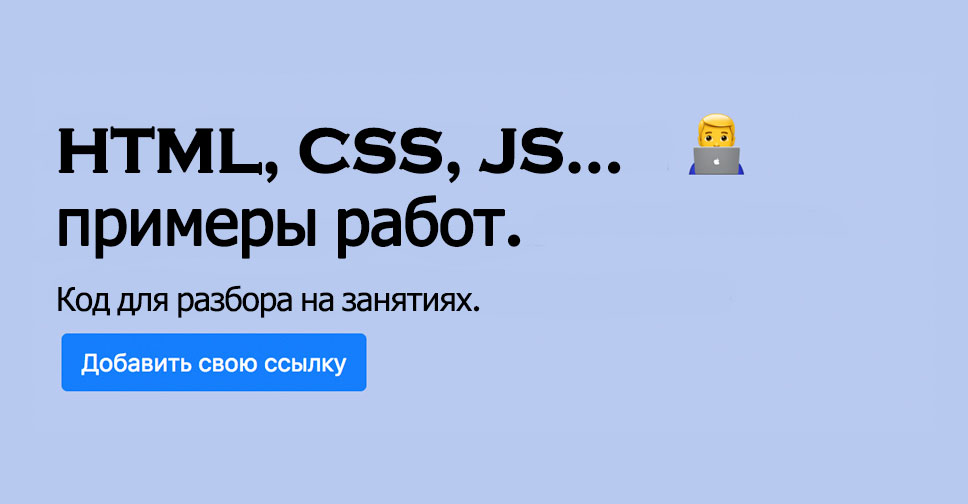 HTML, CSS, JS...
примеры работ.
Код для разбора на занятиях.
Добавить свою ссылку